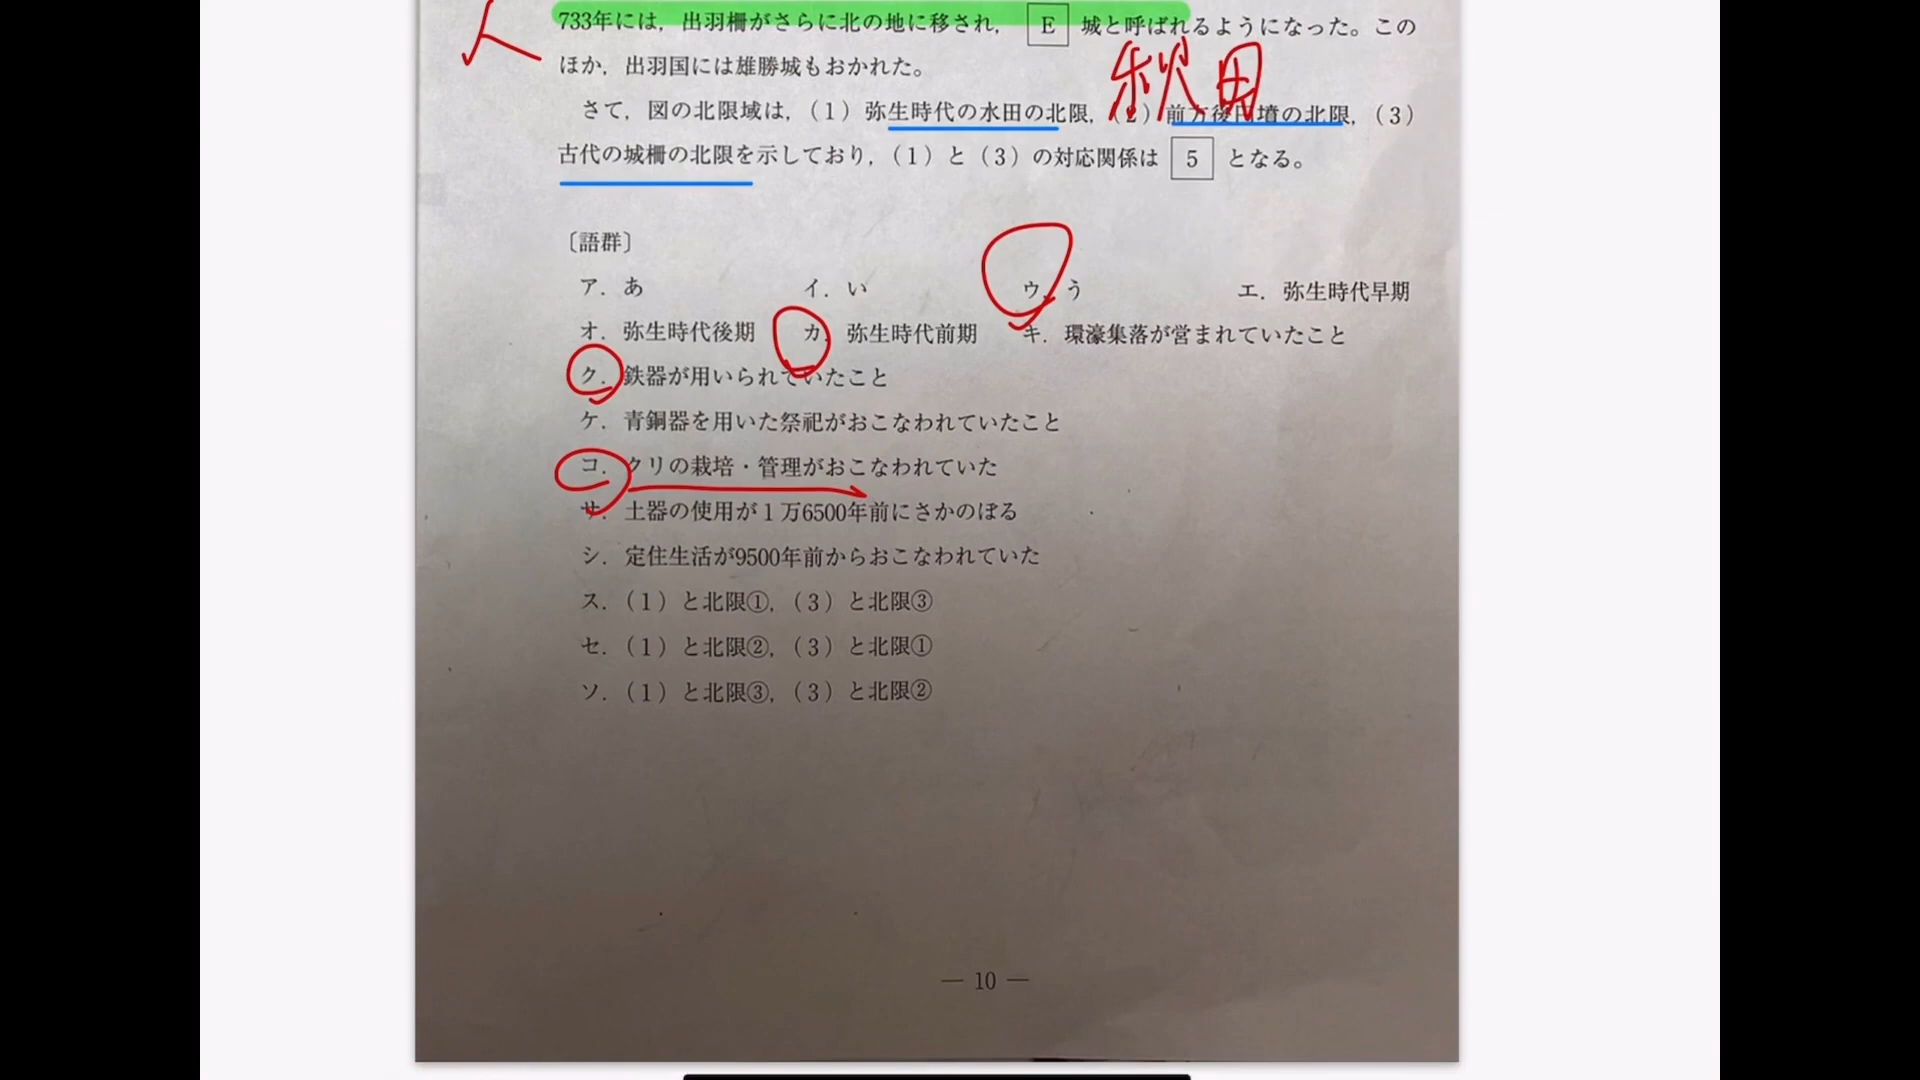 733年には，出羽柵がさらに北の地に移され， E 城と呼ばれるようになった。この
ほか，出羽国には雄勝城もおかれた。
秋田
さて，図の北限域は，（１）弥生時代の水田の北限，（２）前方後円墳の北限，（３）
古代の城柵の北限を示しており，（１）と（３）の対応関係は 5 となる。
〔語群〕
ア．あ　イ．い　ウ．う　エ．弥生時代早期
オ．弥生時代後期　カ．弥生時代前期　キ．環濠集落が営まれていたこと
ク．鉄器が用いられていたこと
ケ．青銅器を用いた祭祀がおこなわれていたこと
コ．クリの栽培・管理がおこなわれていた
サ．土器の使用が１万6500年前にさかのぼる
シ．定住生活が9500年前からおこなわれていた
ス．（１）と北限①，（３）と北限③
セ．（１）と北限②，（３）と北限①
ソ．（１）と北限③，（３）と北限②
— 10 —